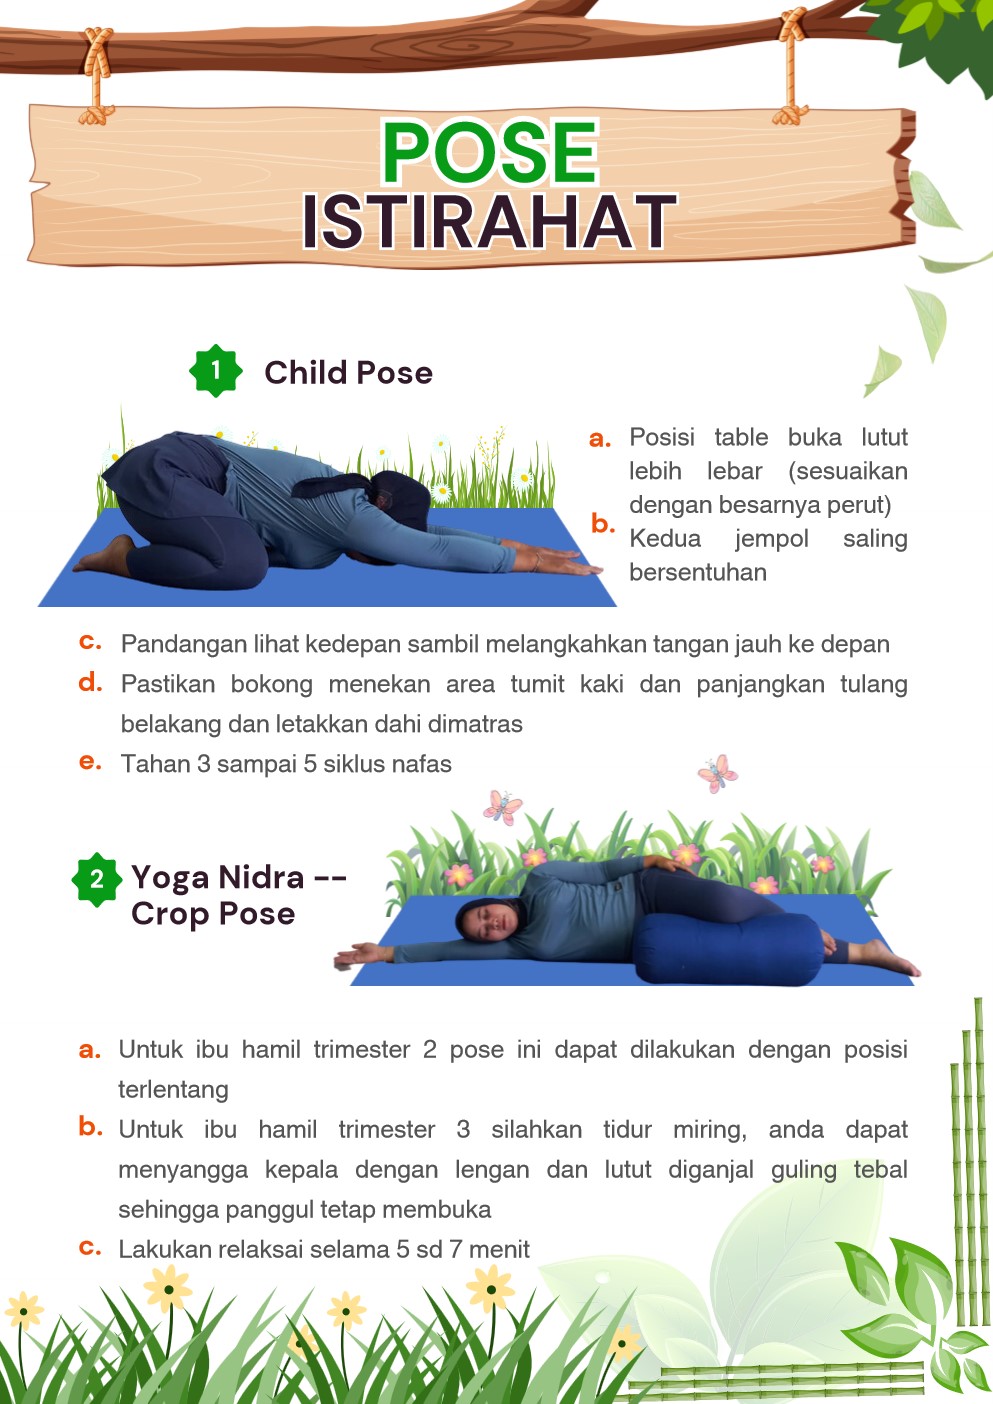 POSE
ISTIRAHAT
1
Child Pose
a. Posisi table buka lutut
lebih lebar (sesuaikan
dengan besarnya perut)
b. Kedua jempol saling
bersentuhan
c. Pandangan lihat kedepan sambil melangkahkan tangan jauh ke depan
d. Pastikan bokong menekan area tumit kaki dan panjangkan tulang
belakang dan letakkan dahi dimatras
e. Tahan 3 sampai 5 siklus nafas
2
Yoga Nidra --
Crop Pose
a. Untuk ibu hamil trimester 2 pose ini dapat dilakukan dengan posisi
terlentang
b. Untuk ibu hamil trimester 3 silahkan tidur miring, anda dapat
menyangga kepala dengan lengan dan lutut diganjal guling tebal
sehingga panggul tetap membuka
c. Lakukan relaksai selama 5 sd 7 menit